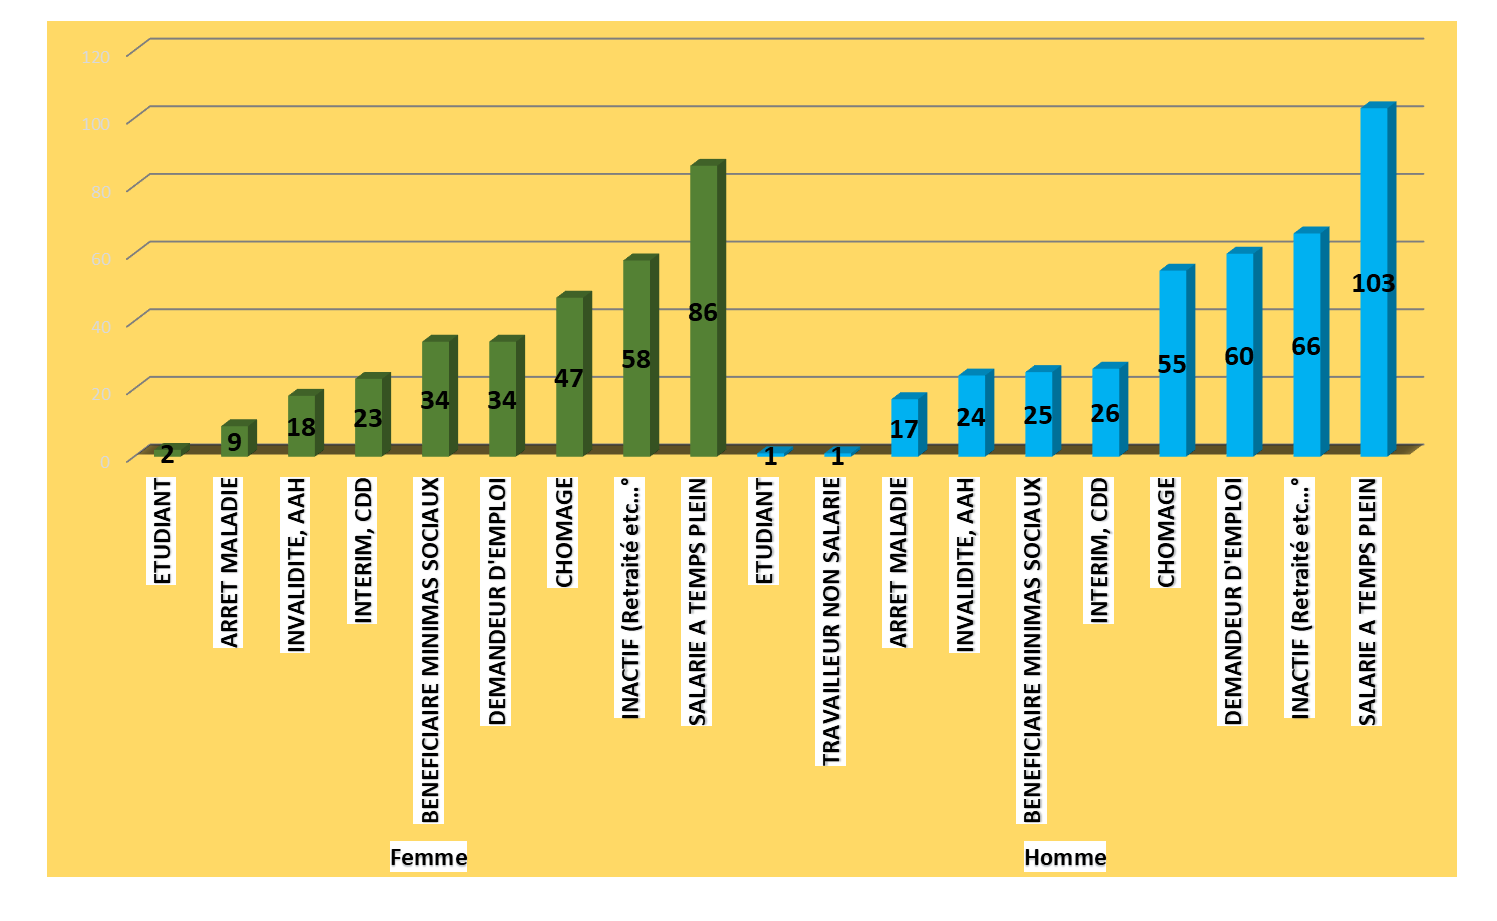 120
100
80
60
40
20
0
2
9
18
23
34
34
47
58
86
1
1
17
24
25
26
55
60
66
103
ETUDIANT
ARRET MALADIE
INVALIDITE, AAH
INTERIM, CDD
BENEFICIAIRE MINIMAS SOCIAUX
DEMANDEUR D'EMPLOI
CHOMAGE
INACTIF (Retraité etc…°
SALARIE A TEMPS PLEIN
ETUDIANT
TRAVAILLEUR NON SALARIE
ARRET MALADIE
INVALIDITE, AAH
BENEFICIAIRE MINIMAS SOCIAUX
INTERIM, CDD
CHOMAGE
DEMANDEUR D'EMPLOI
INACTIF (Retraité etc…°
SALARIE A TEMPS PLEIN
Femme
Homme